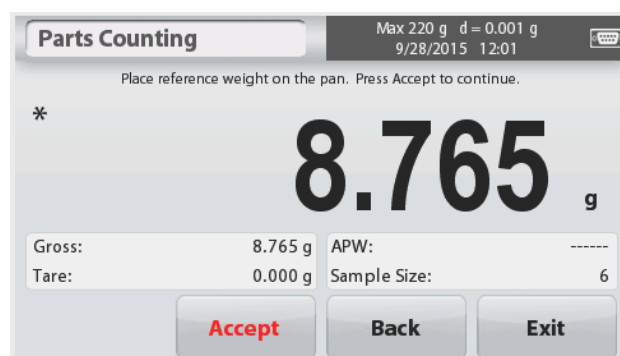 Parts Counting
Max 220 g d = 0.001 g
9/28/2015 12:01
Place reference weight on the pan. Press Accept to continue.
*
8.765 g
Gross: 8.765 g APW: ------
Tare: 0.000 g Sample Size: 6
Accept Back Exit